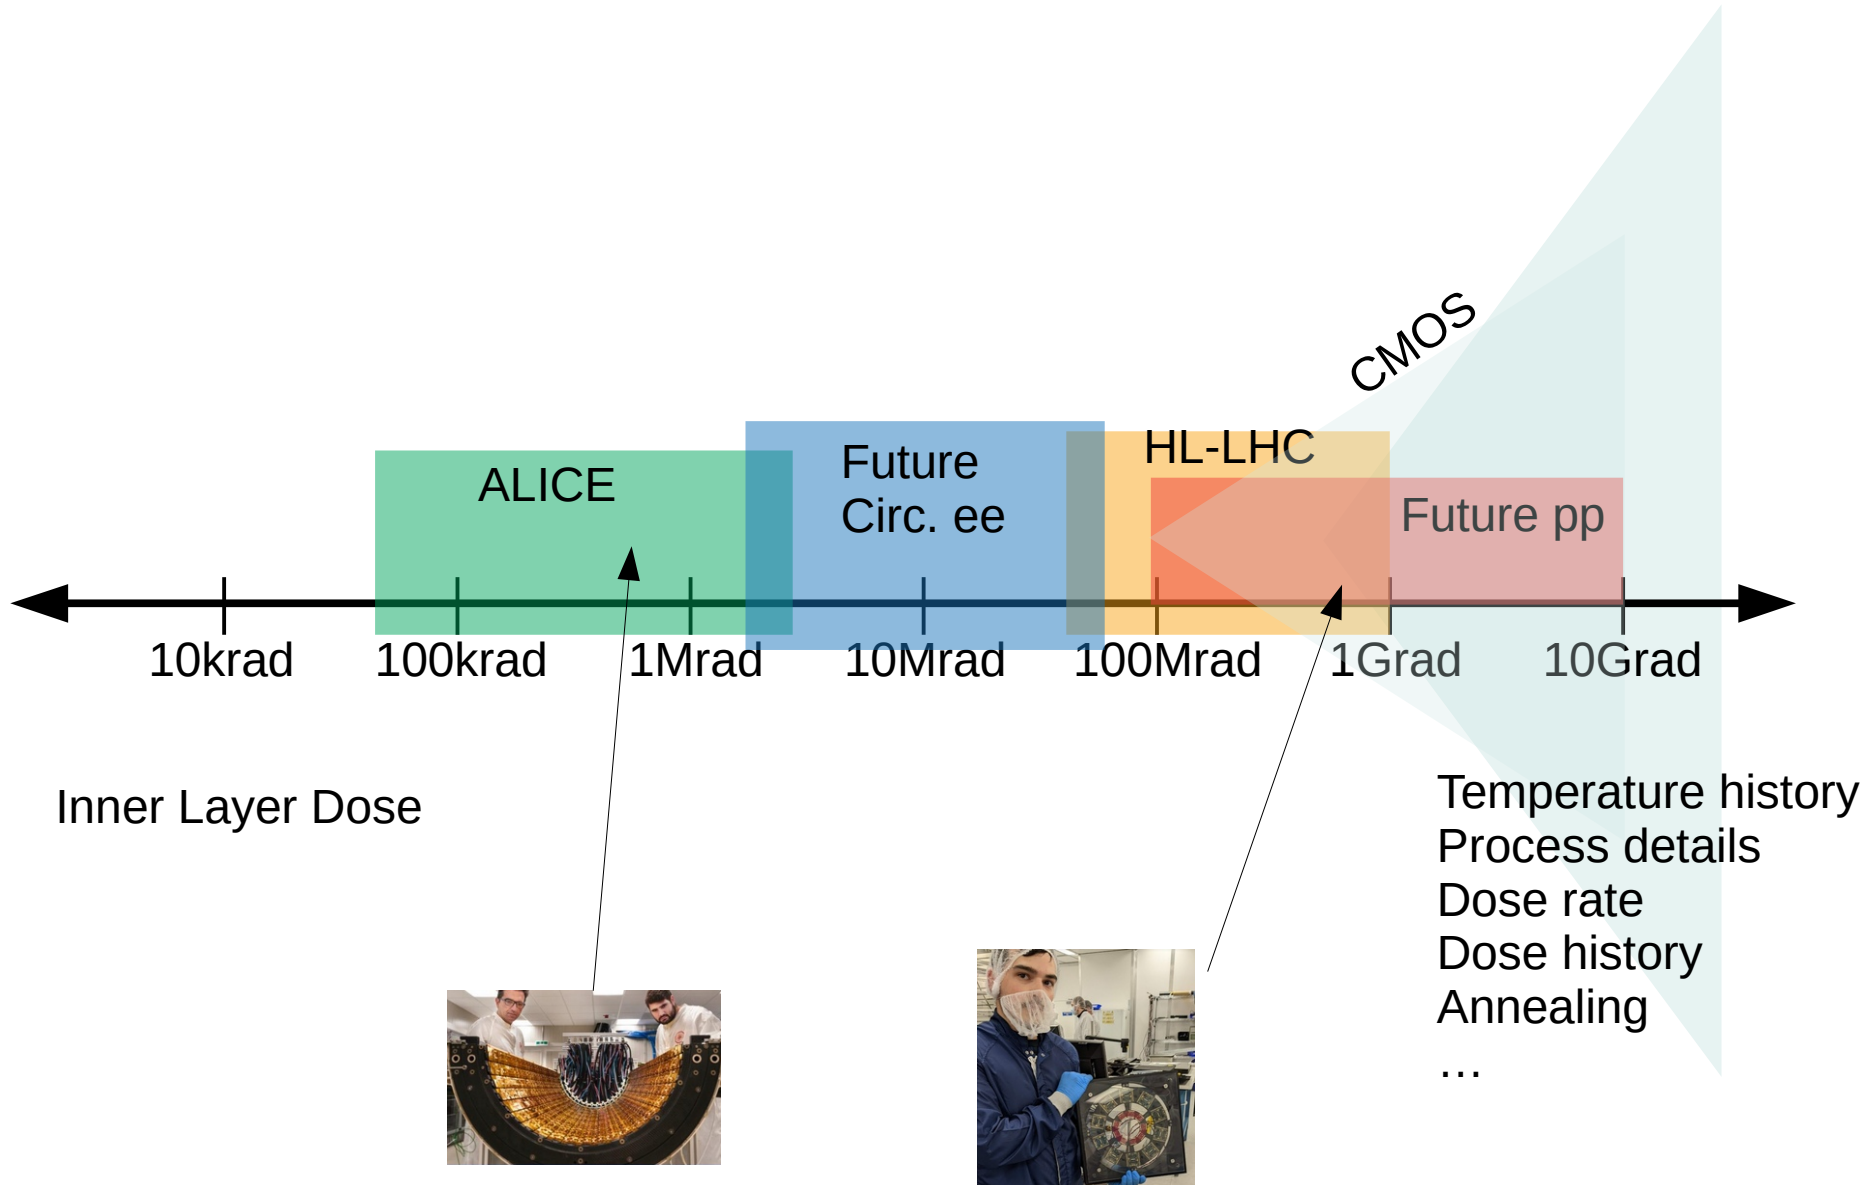 CMOS
ALICE
Future
Circ. ee
HL-LHC
Future pp
10krad
100krad
1Mrad
10Mrad
100Mrad
1Grad
10Grad
Inner Layer Dose
Temperature history
Process details
Dose rate
Dose history
Annealing
…